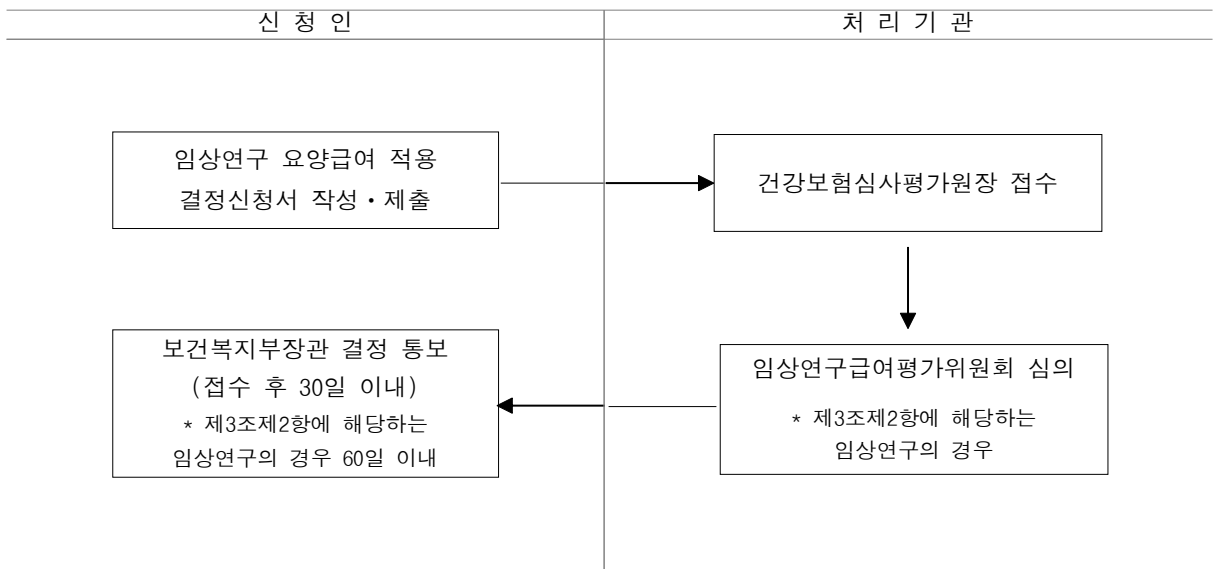 신 청 인
처 리 기 관
임상연구 요양급여 적용
결정신청서 작성・제출
건강보험심사평가원장 접수
임상연구급여평가위원회 심의
* 제3조제2항에 해당하는
임상연구의 경우
보건복지부장관 결정 통보
(접수 후 30일 이내)
* 제3조제2항에 해당하는
임상연구의 경우 60일 이내